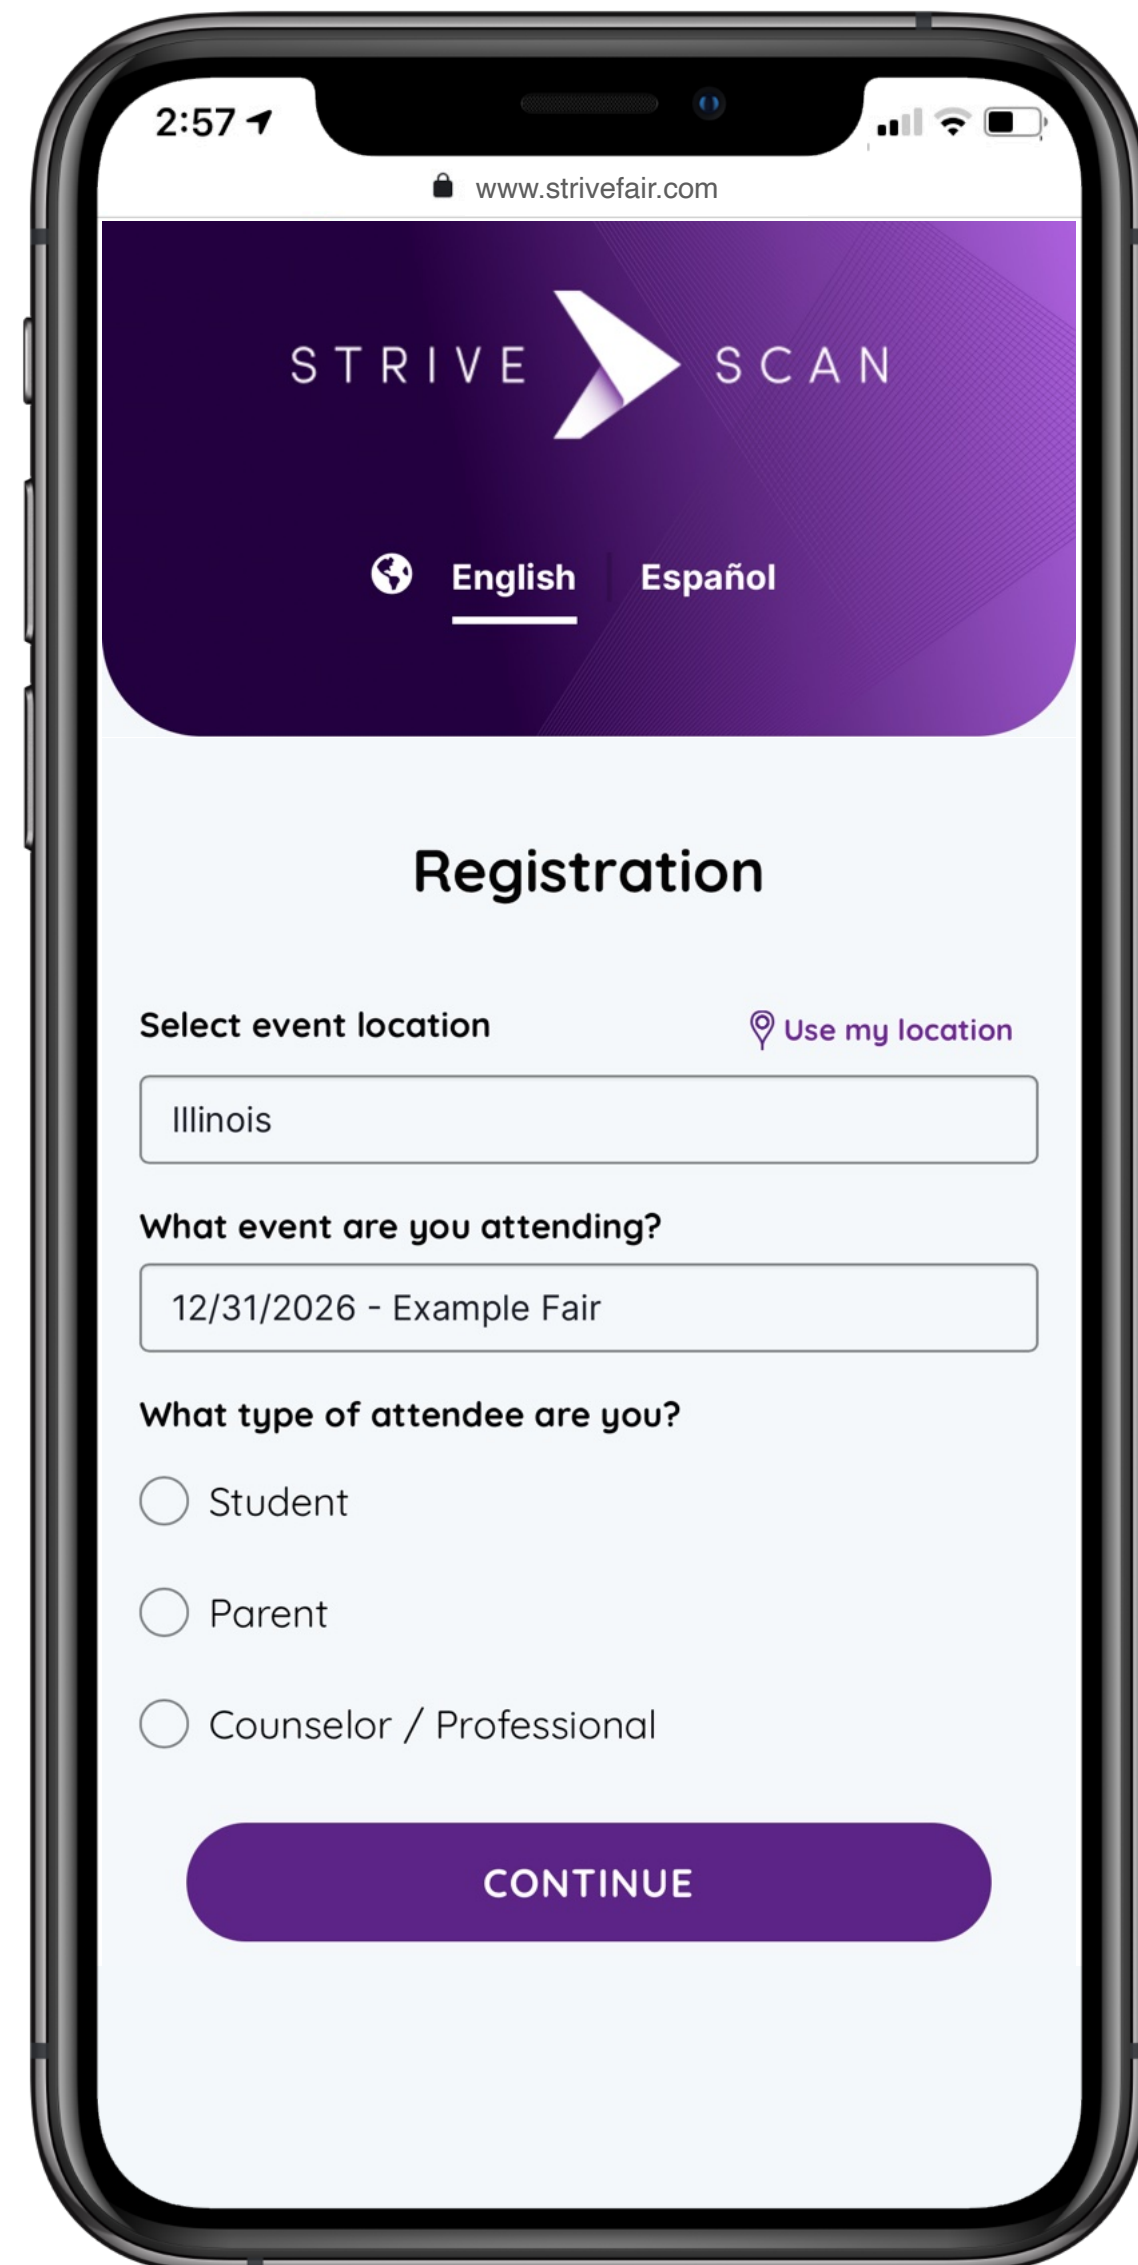 2:57
www.strivefair.com
STRIVE SCAN
English Español
Registration
Select event location Use my location
Illinois
What event are you attending?
12/31/2026 - Example Fair
What type of attendee are you?
Student
Parent
Counselor / Professional
CONTINUE